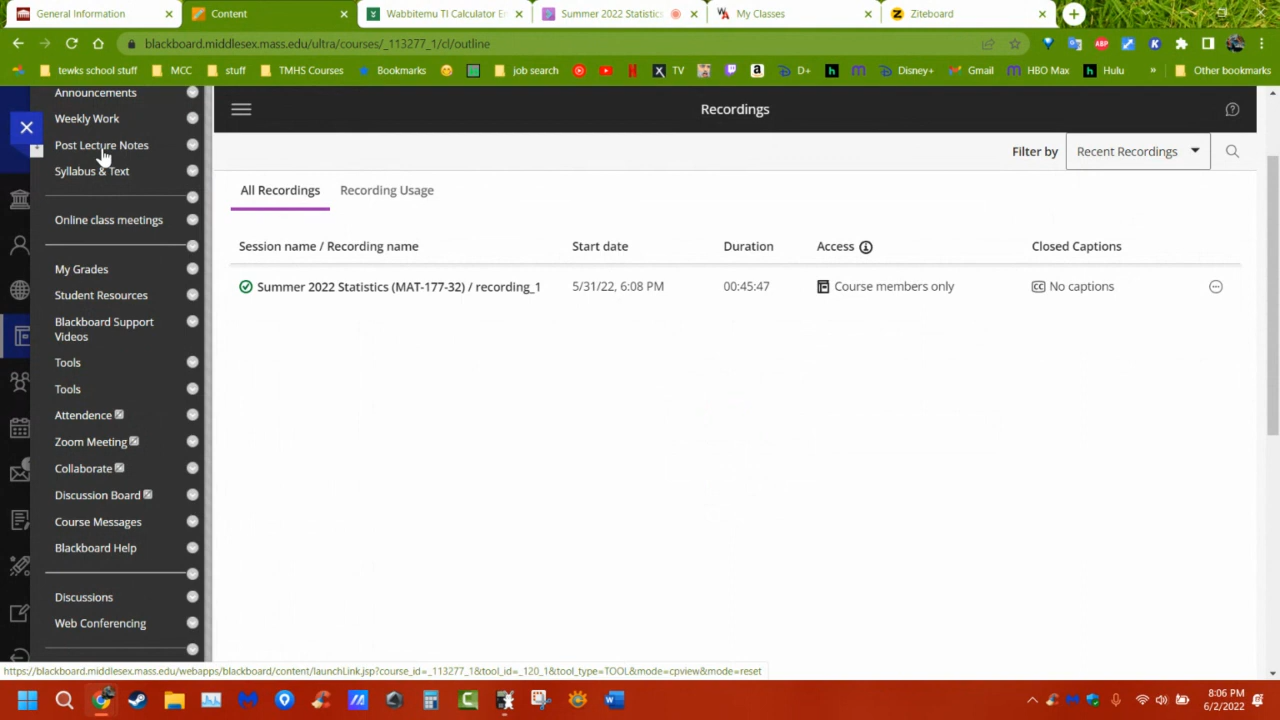 General Information
Content
Wabbitemu TI Calculator E
Summer 2022 Statistics
My Classes
Ziteboard
blackboard.middlesex.mass.edu/ultra/courses/_113277_1/cl/outline
tewks school stuff
MCC
stuff
TMHS Courses
Bookmarks
job search
TV
D+
Disney+
Gmail
HBO Max
Hulu
»
Other bookmarks
Announcements
Weekly Work
Post Lecture Notes
Syllabus & Text
Online class meetings
My Grades
Student Resources
Blackboard Support
Videos
Tools
Tools
Attendence
Zoom Meeting
Collaborate
Discussion Board
Course Messages
Blackboard Help
Discussions
Web Conferencing
Recordings
Filter by
Recent Recordings
All Recordings
Recording Usage
Session name / Recording name
Start date
Duration
Access
Closed Captions
Summer 2022 Statistics (MAT-177-32) / recording_1
5/31/22, 6:08 PM
00:45:47
Course members only
CC No captions
https://blackboard.middlesex.mass.edu/webapps/blackboard/content/launchLink.jsp?course_id=_113277_1&tool_id=_120_1&tool_type=TOOL&mode=cpview&mode=reset
8:06 PM
6/2/2022